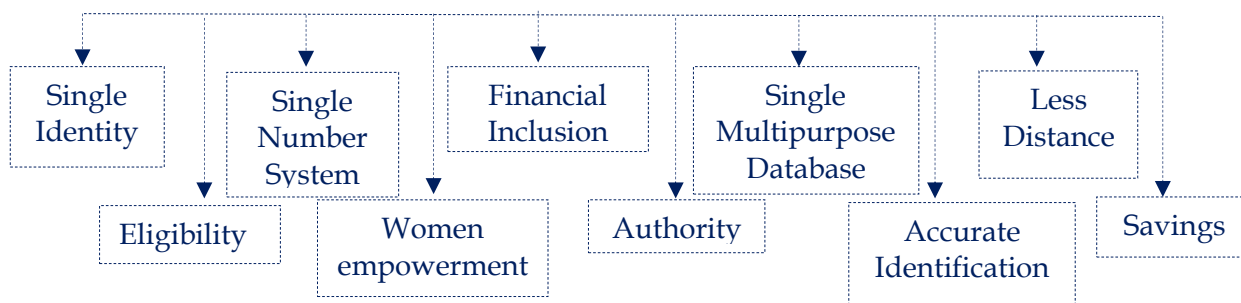 Single
Identity
Single
Number
System
Financial
Inclusion
Single
Multipurpose
Database
Less
Distance
Eligibility
Women
empowerment
Authority
Accurate
Identification
Savings